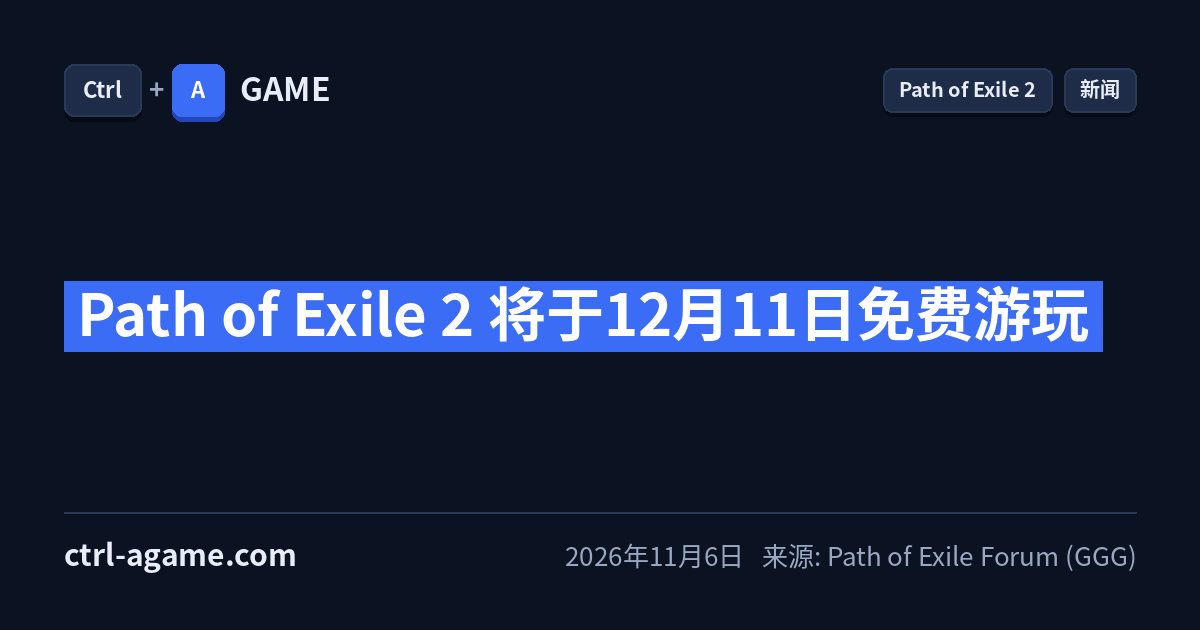 Ctrl + A GAME
Path of Exile 2 新闻
Path of Exile 2 将于12月11日免费游玩
ctrl-agame.com
2026年11月6日 来源: Path of Exile Forum (GGG)